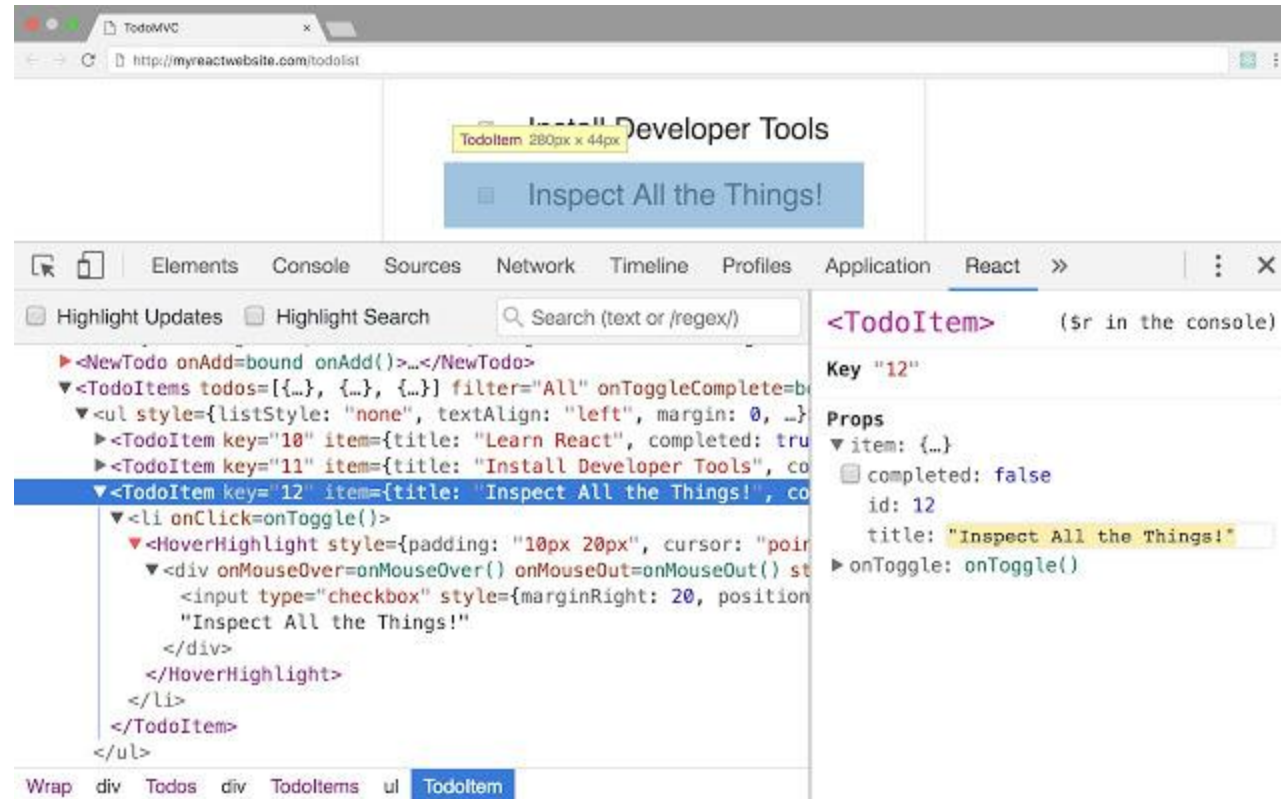 TodoMVC ×
http://myreactwebsite.com/todolist
Install Developer Tools
TodoItem 280px × 44px
Inspect All the Things!
Elements Console Sources Network Timeline Profiles Application React »
Highlight Updates Highlight Search Search (text or /regex/)
<NewTodo onAdd=bound onAdd()>…</NewTodo>
<TodoItems todos=[{…}, {…}, {…}] filter="All" onToggleComplete=b
<ul style={listStyle: "none", textAlign: "left", margin: 0, …}
<TodoItem key="10" item={title: "Learn React", completed: tru
<TodoItem key="11" item={title: "Install Developer Tools", co
<TodoItem key="12" item={title: "Inspect All the Things!", co
<li onClick=onToggle()>
<HoverHighlight style={padding: "10px 20px", cursor: "poin
<div onMouseOver=onMouseOver() onMouseOut=onMouseOut() st
<input type="checkbox" style={marginRight: 20, position
"Inspect All the Things!"
</div>
</HoverHighlight>
</li>
</TodoItem>
</ul>
Wrap div Todos div TodoItems ul TodoItem
<TodoItem> ($r in the console)
Key "12"
Props
item: {…}
completed: false
id: 12
title: "Inspect All the Things!"
onToggle: onToggle()